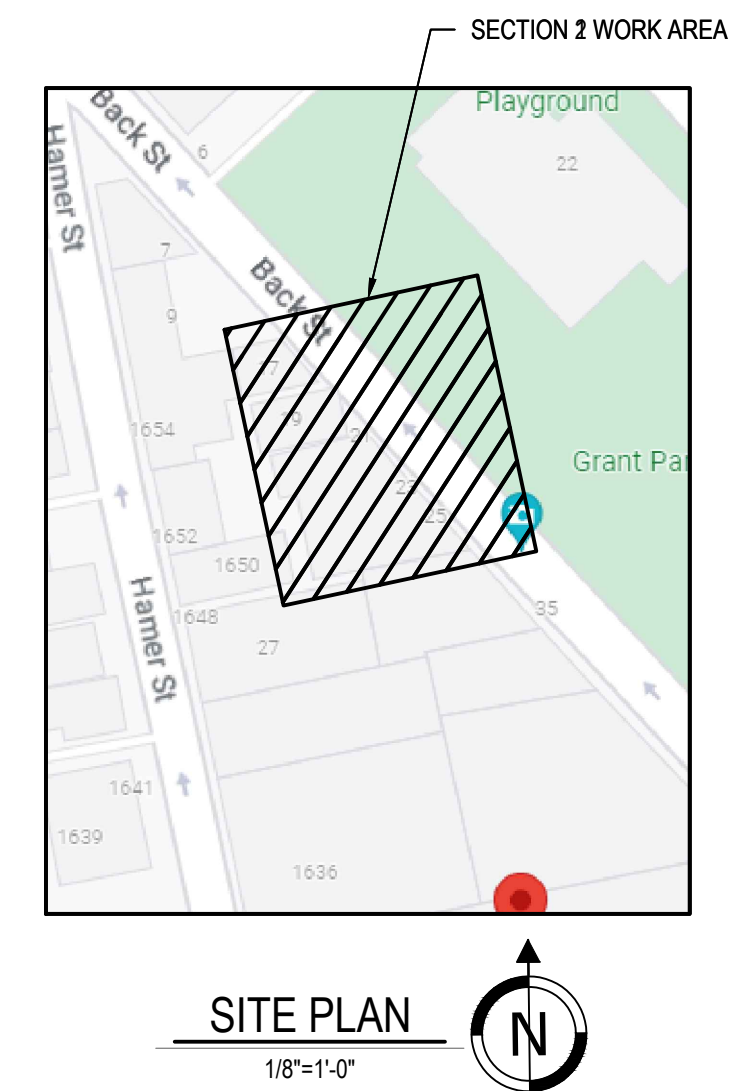 SECTION WORK AREA
Playground
Back St
Hamer St
6
22
7
Back St
9
17
19
1654
21
Grant Par
23
25
1652
1650
35
Hamer St
1648
27
1641
1639
1636
SITE PLAN
N
1/8"=1'-0"